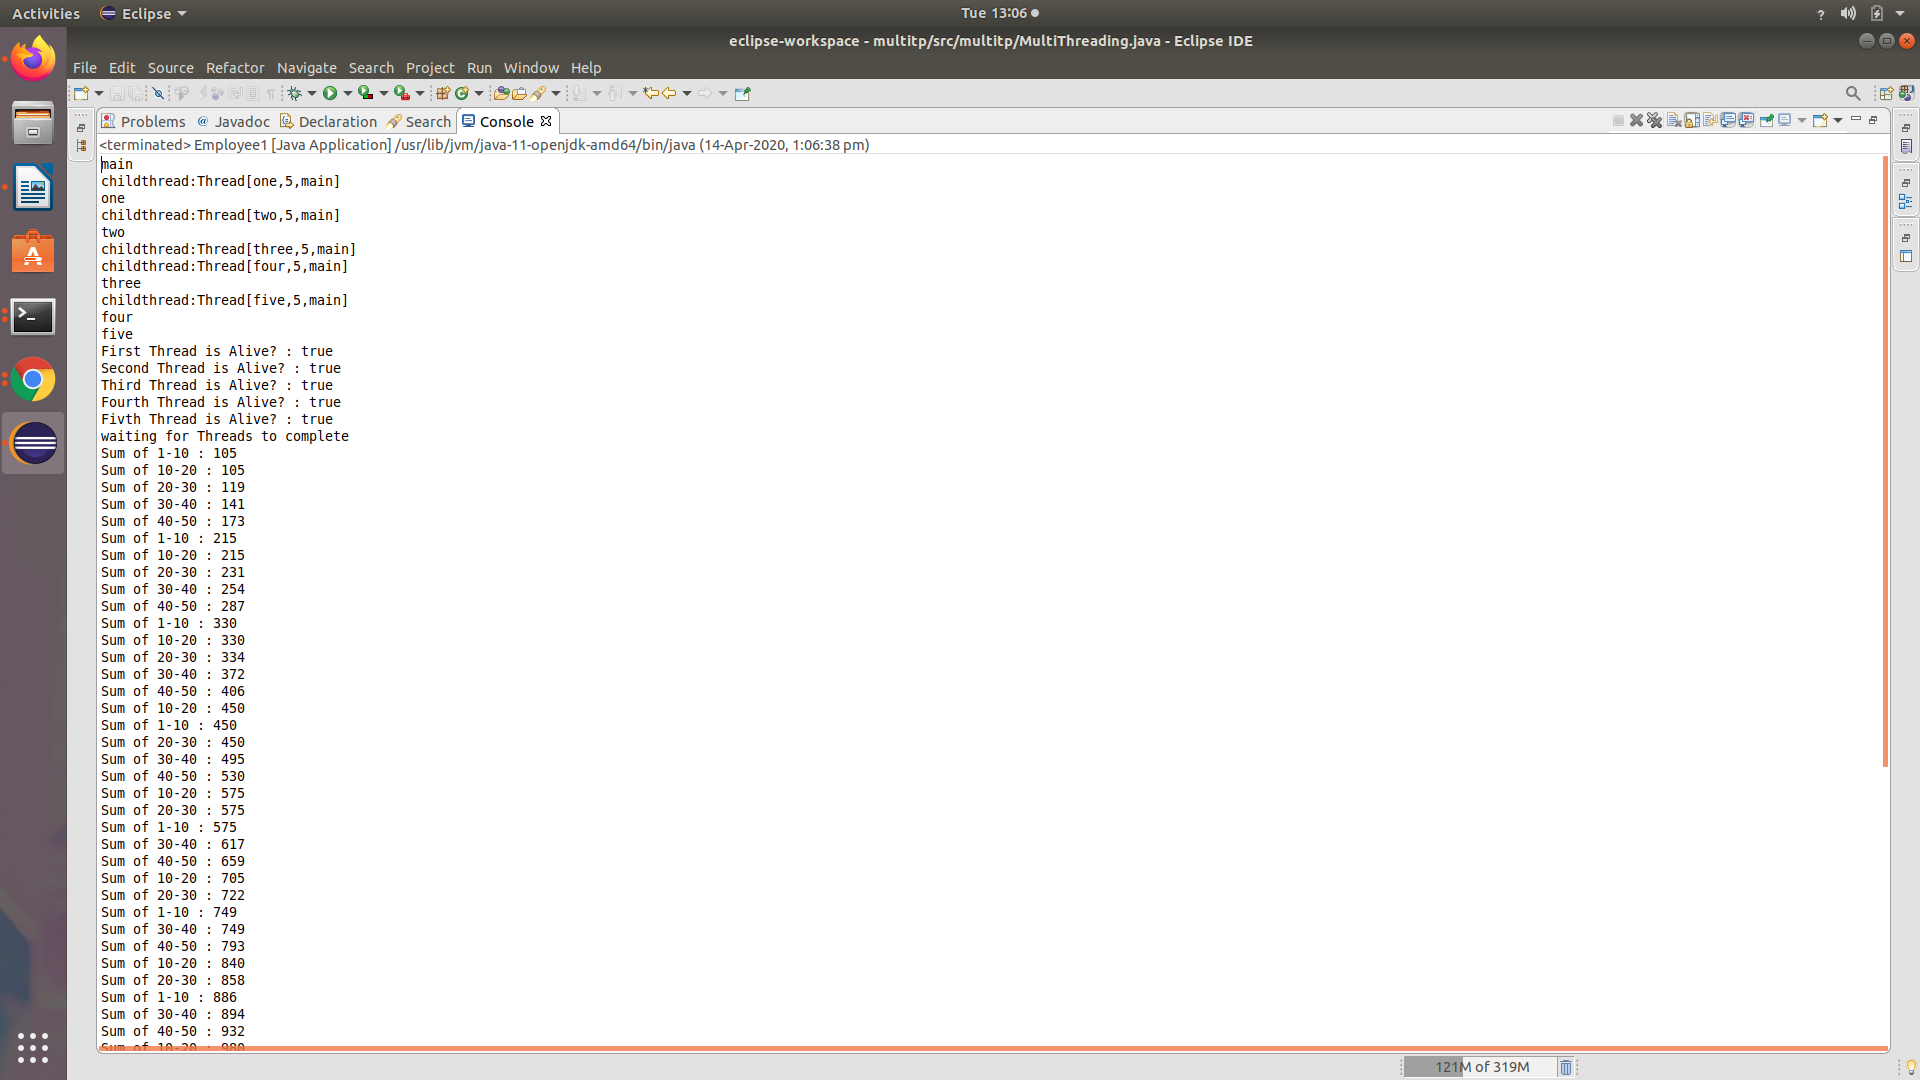 Activities Eclipse Tue 13:06
eclipse-workspace - multitp/src/multitp/MultiThreading.java - Eclipse IDE
File Edit Source Refactor Navigate Search Project Run Window Help
Problems Javadoc Declaration Search Console
<terminated> Employee1 [Java Application] /usr/lib/jvm/java-11-openjdk-amd64/bin/java (14-Apr-2020, 1:06:38 pm)
main
childthread:Thread[one,5,main]
one
childthread:Thread[two,5,main]
two
childthread:Thread[three,5,main]
childthread:Thread[four,5,main]
three
childthread:Thread[five,5,main]
four
five
First Thread is Alive? : true
Second Thread is Alive? : true
Third Thread is Alive? : true
Fourth Thread is Alive? : true
Fivth Thread is Alive? : true
waiting for Threads to complete
Sum of 1-10 : 105
Sum of 10-20 : 105
Sum of 20-30 : 119
Sum of 30-40 : 141
Sum of 40-50 : 173
Sum of 1-10 : 215
Sum of 10-20 : 215
Sum of 20-30 : 231
Sum of 30-40 : 254
Sum of 40-50 : 287
Sum of 1-10 : 330
Sum of 10-20 : 330
Sum of 20-30 : 334
Sum of 30-40 : 372
Sum of 40-50 : 406
Sum of 10-20 : 450
Sum of 1-10 : 450
Sum of 20-30 : 450
Sum of 30-40 : 495
Sum of 40-50 : 530
Sum of 10-20 : 575
Sum of 20-30 : 575
Sum of 1-10 : 575
Sum of 30-40 : 617
Sum of 40-50 : 659
Sum of 10-20 : 705
Sum of 20-30 : 722
Sum of 1-10 : 749
Sum of 30-40 : 749
Sum of 40-50 : 793
Sum of 10-20 : 840
Sum of 20-30 : 858
Sum of 1-10 : 886
Sum of 30-40 : 894
Sum of 40-50 : 932
Sum of 10-20 : 980
121M of 319M